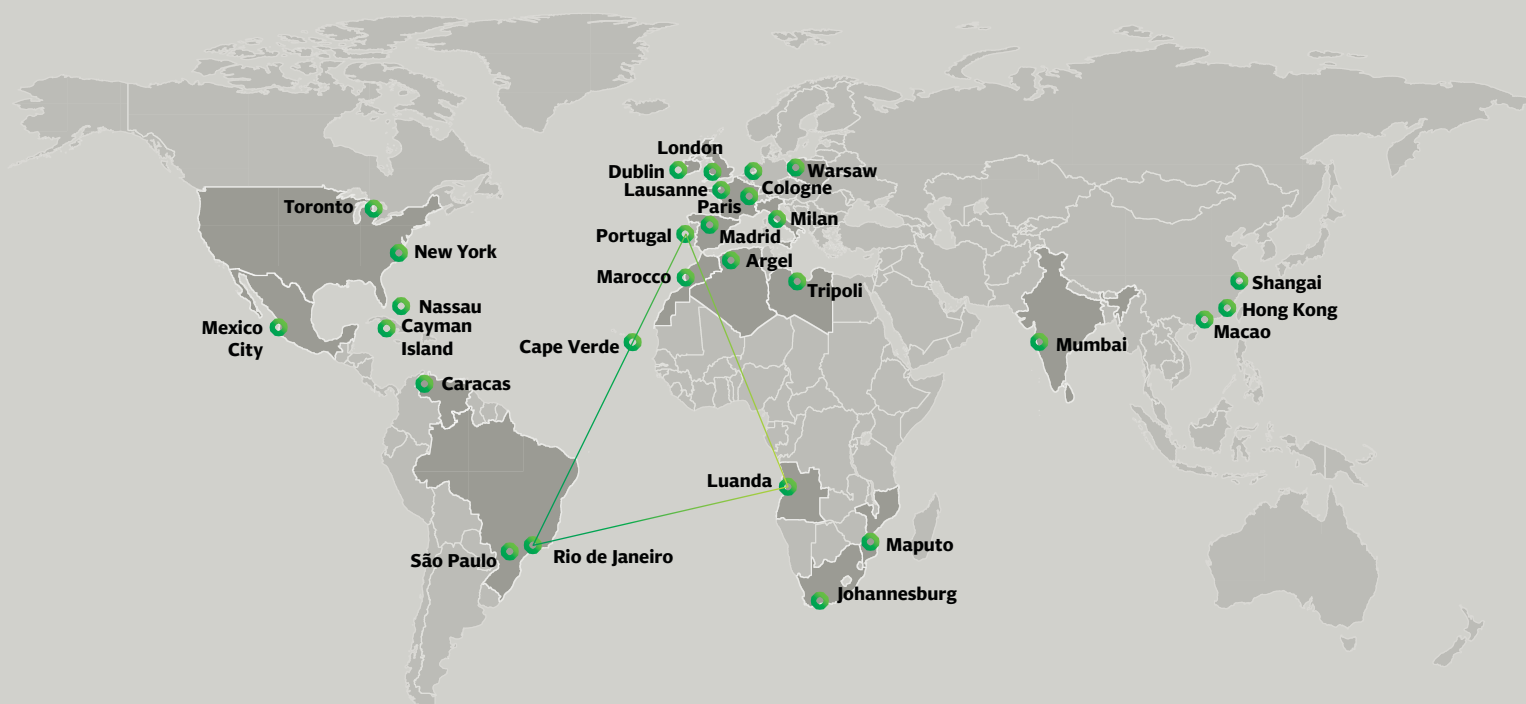 London
Dublin
Warsaw
Lausanne
Cologne
Paris
Toronto
Milan
Portugal
Madrid
New York
Argel
Marocco
Tripoli
Shangai
Nassau
Hong Kong
Mexico
City
Cayman
Island
Macao
Cape Verde
Mumbai
Caracas
Luanda
Maputo
São Paulo
Rio de Janeiro
Johannesburg